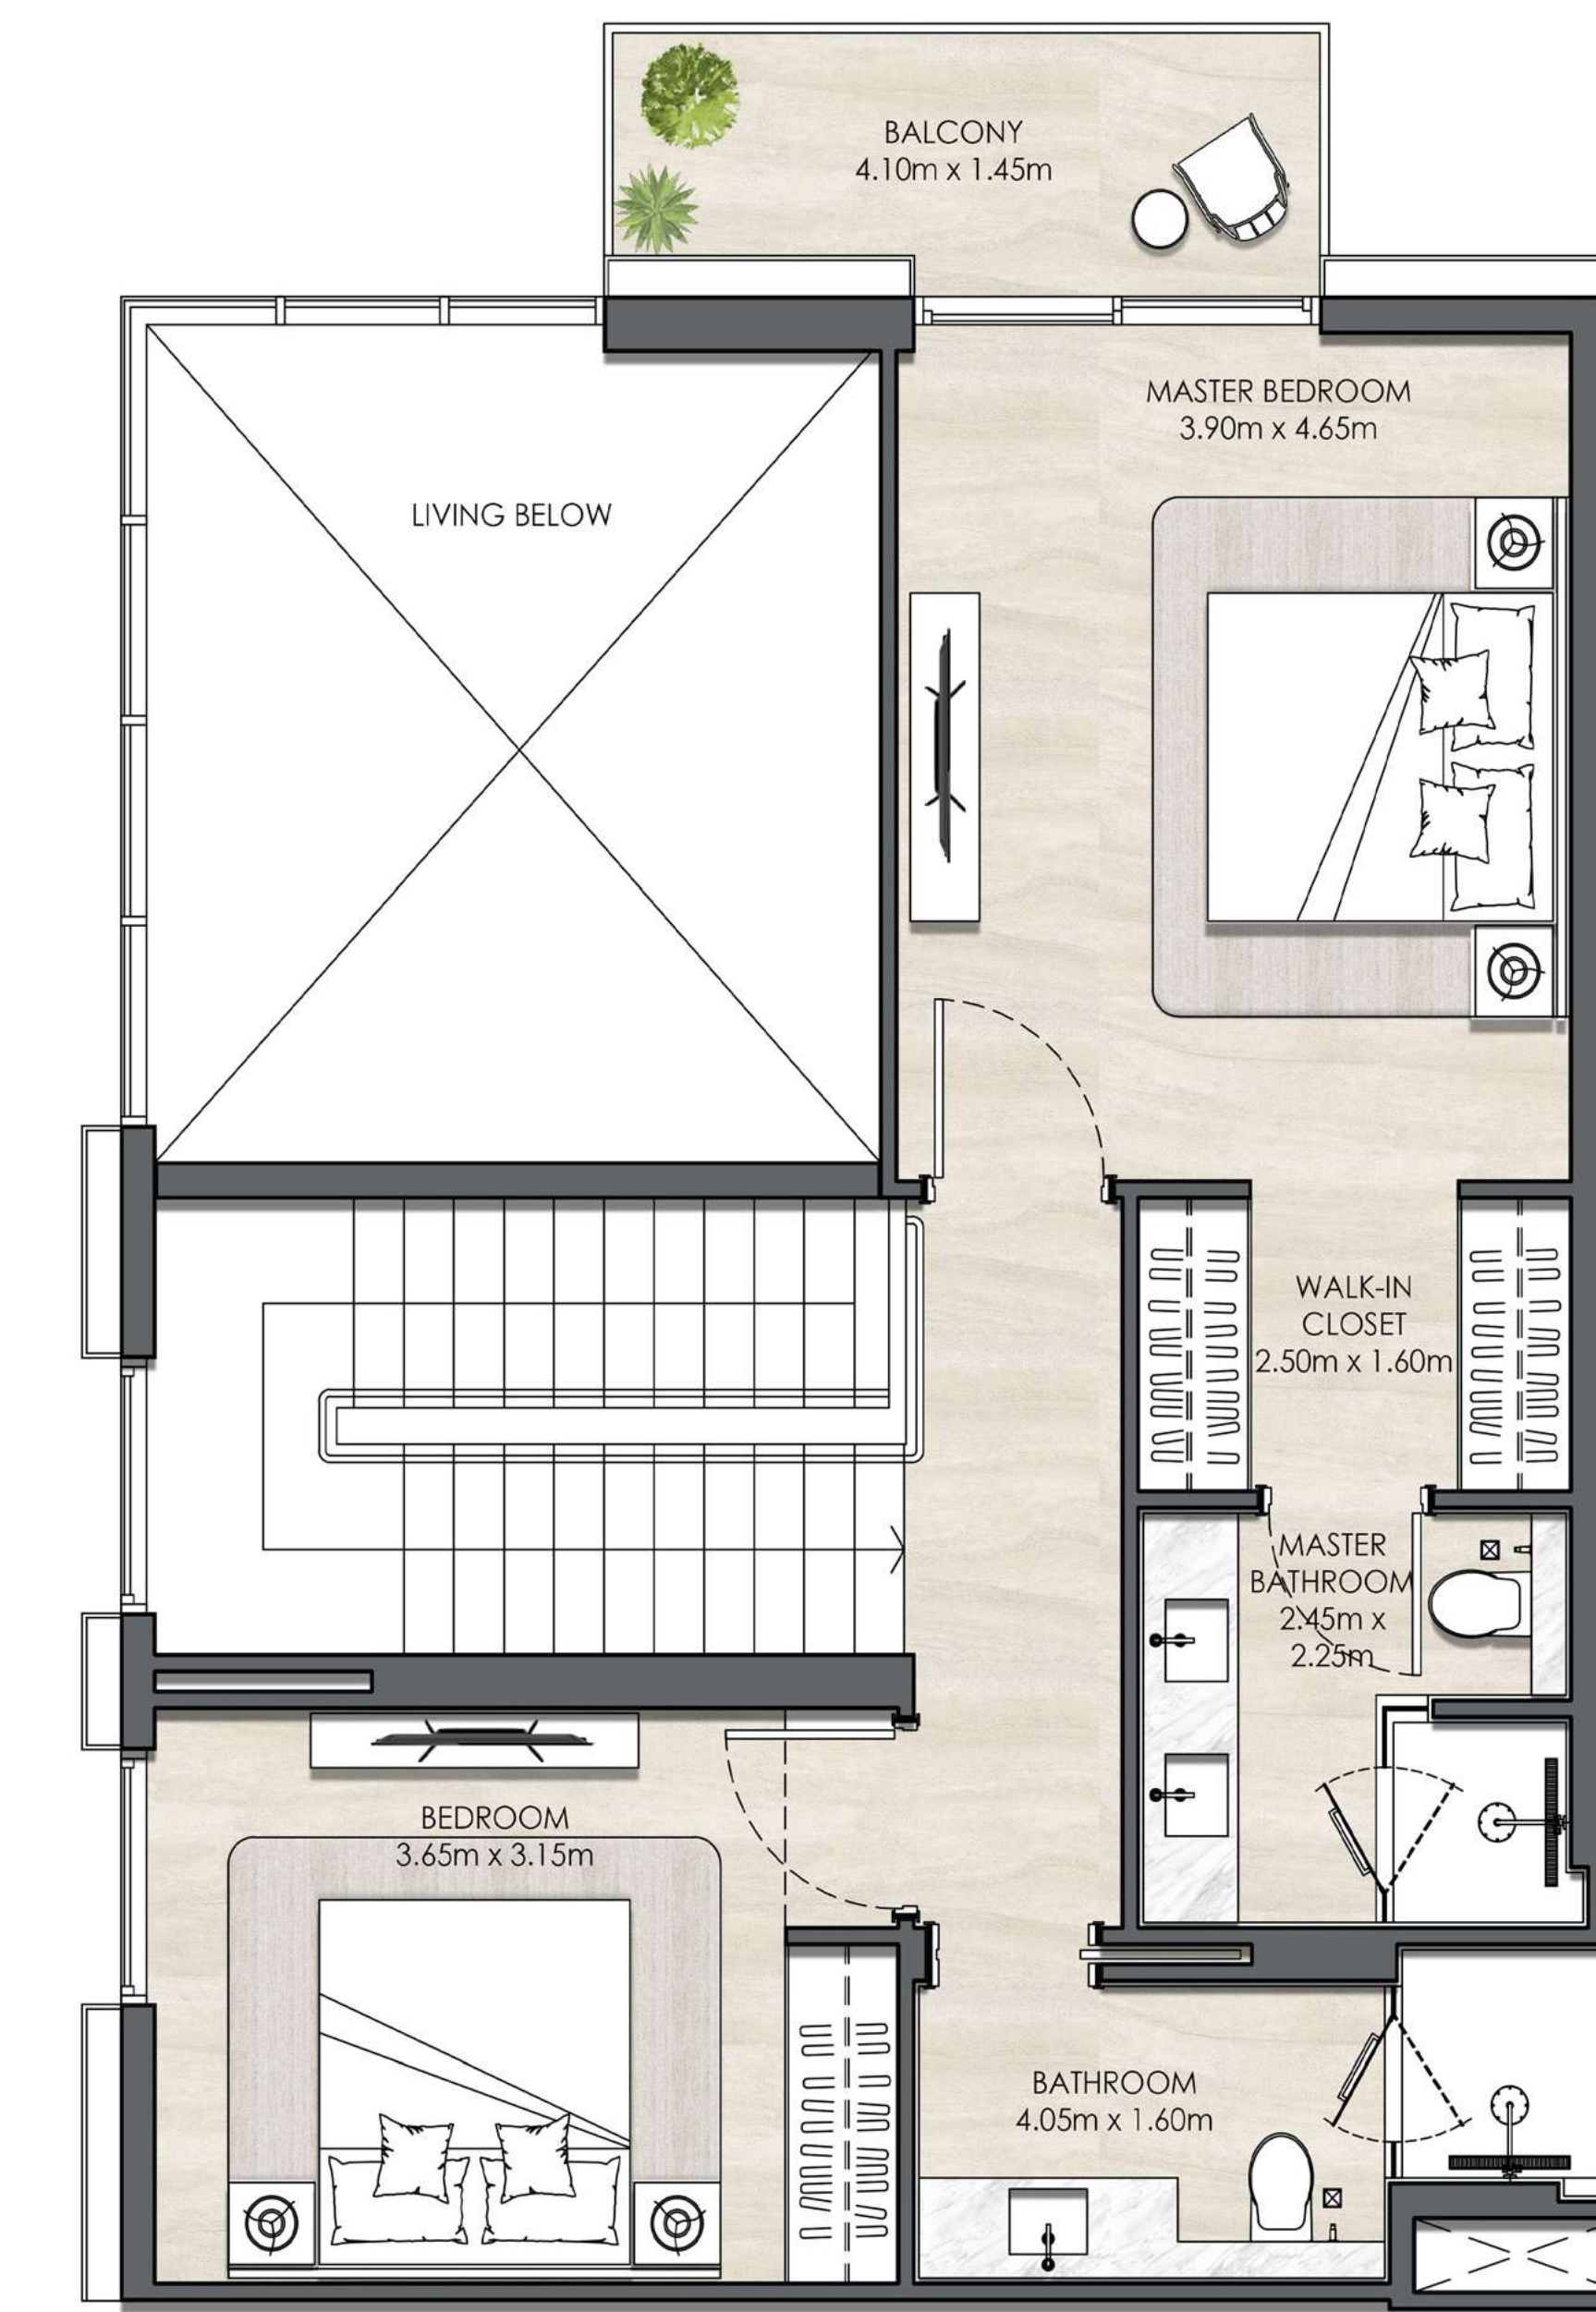 BALCONY
4.10m x 1.45m
MASTER BEDROOM
3.90m x 4.65m
LIVING BELOW
WALK-IN
CLOSET
2.50m x 1.60m
MASTER
BATHROOM
2.45m x
2.25m
BEDROOM
3.65m x 3.15m
BATHROOM
4.05m x 1.60m